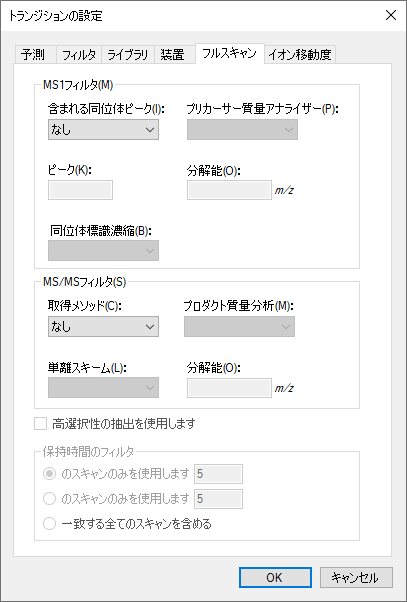 トランジションの設定
予測 フィルタ ライブラリ 装置 フルスキャン イオン移動度
MS1フィルタ(M)
含まれる同位体ピーク(I): プリカーサー質量アナライザー(P):
なし
ピーク(K): 分解能(O):
m/z
同位体標識濃縮(B):
MS/MSフィルタ(S)
取得メソッド(C): プロダクト質量分析(M):
なし
単離スキーム(L): 分解能(O):
m/z
高選択性の抽出を使用します
保持時間のフィルタ
のスキャンのみを使用します 5
のスキャンのみを使用します 5
一致する全てのスキャンを含める
OK キャンセル